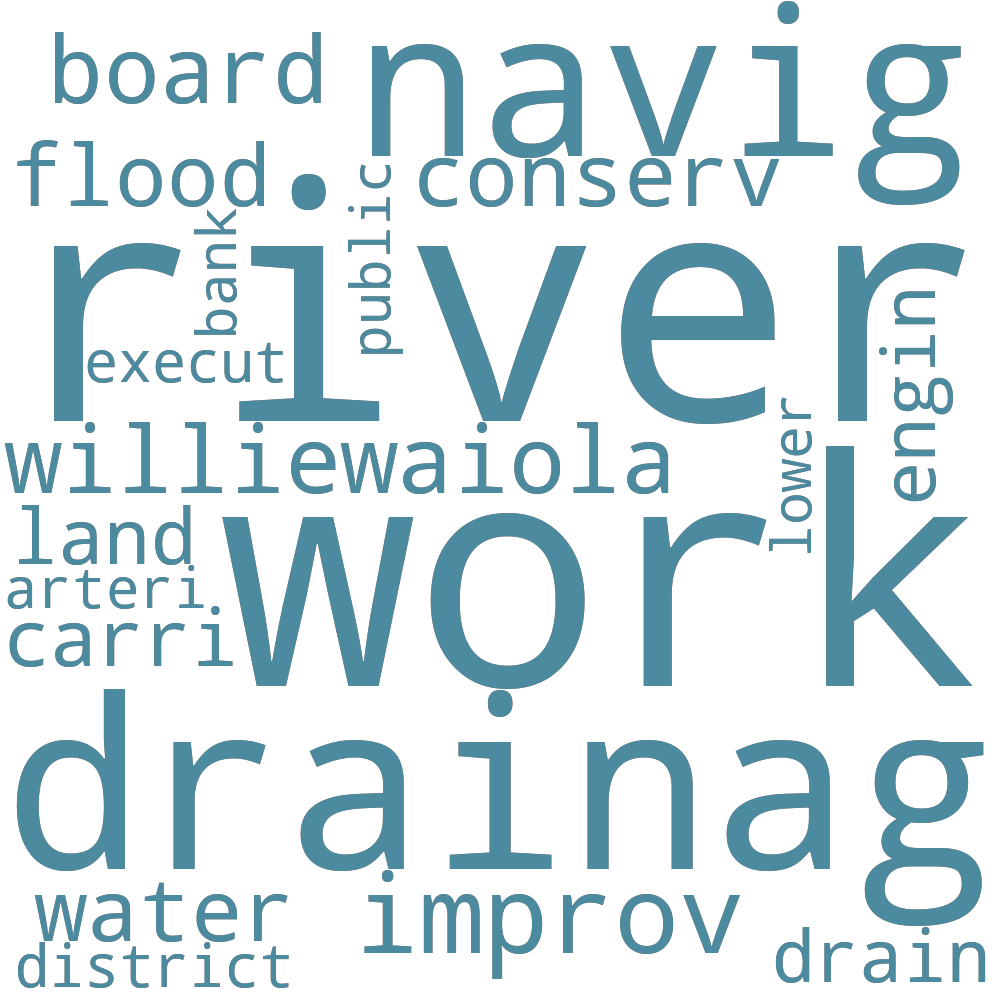 board
navig
flood
conserv
public
bank
river
execut
engin
williewaiola
lower
land
work
arteri
carri
drainag
water
improv
district
drain